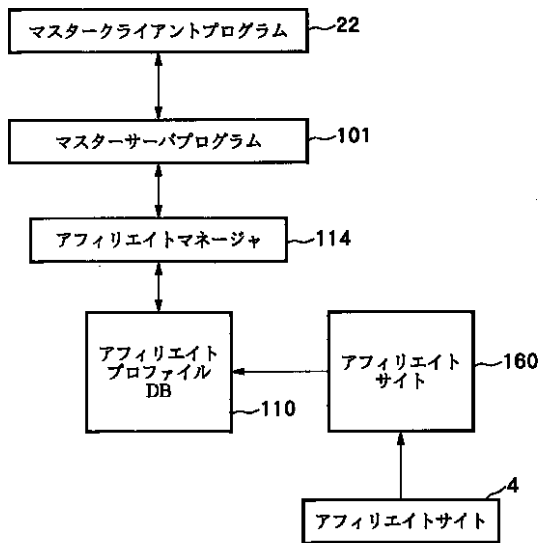 マスタークライアントプログラム
22
マスターサーバプログラム
101
アフィリエイトマネージャ
114
アフィリエイト
プロファイル
DB
110
アフィリエイト
サイト
160
アフィリエイトサイト
4